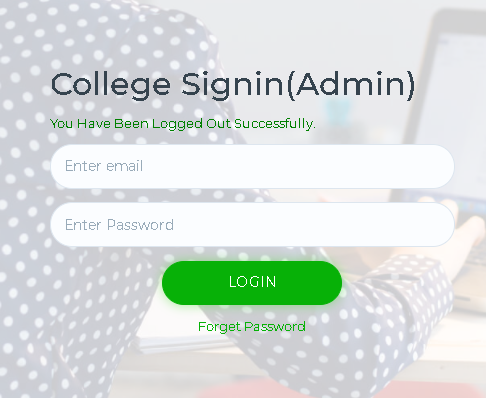 College Signin(Admin)
You Have Been Logged Out Successfully.
Enter email
Enter Password
LOGIN
Forget Password